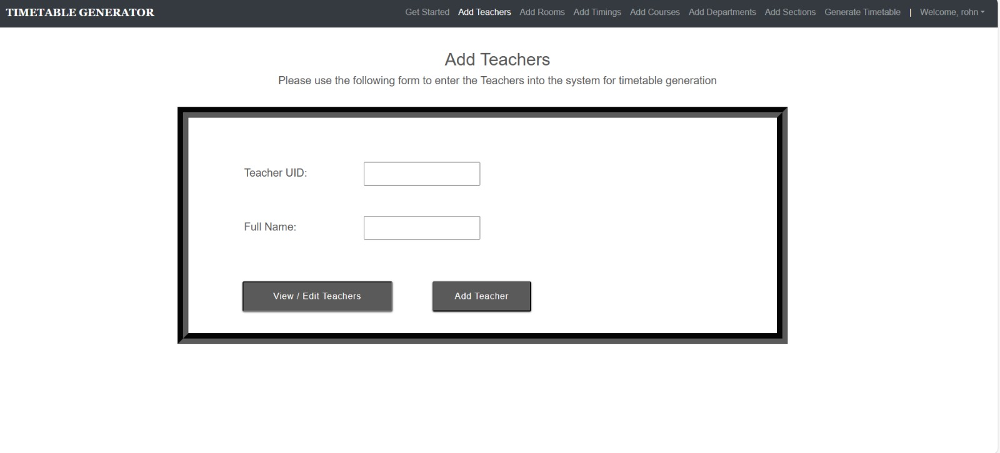 TIMETABLE GENERATOR
Get Started Add Teachers Add Rooms Add Timings Add Courses Add Departments Add Sections Generate Timetable | Welcome, rohn
Add Teachers
Please use the following form to enter the Teachers into the system for timetable generation
Teacher UID:
Full Name:
View / Edit Teachers Add Teacher